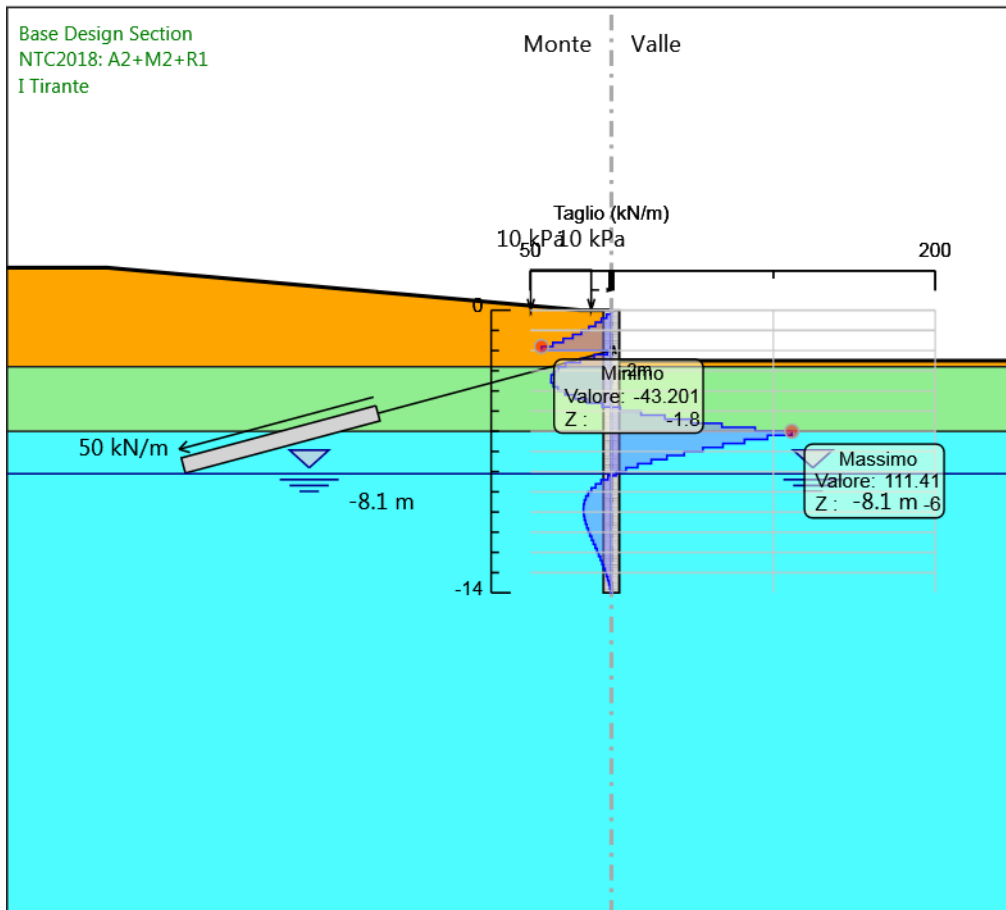 Base Design Section
NTC2018: A2+M2+R1
I Tirante
Monte
Valle
Taglio (kN/m)
10 kPa
10 kPa
50
200
0
-2m
Minimo
Valore: -43.201
Z : -1.8
50 kN/m
-8.1 m
Massimo
Valore: 111.41
Z : -6
-8.1 m
-14